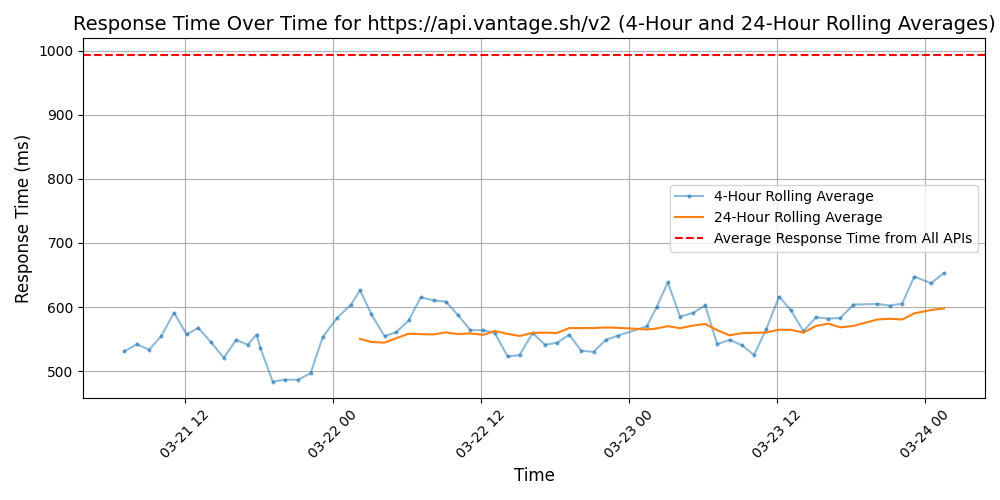 Response Time Over Time for https://api.vantage.sh/v2 (4-Hour and 24-Hour Rolling Averages)
Response Time (ms)
1000
900
800
700
600
500
4-Hour Rolling Average
24-Hour Rolling Average
Average Response Time from All APIs
03-21 12
03-22 00
03-22 12
03-23 00
03-23 12
03-24 00
Time